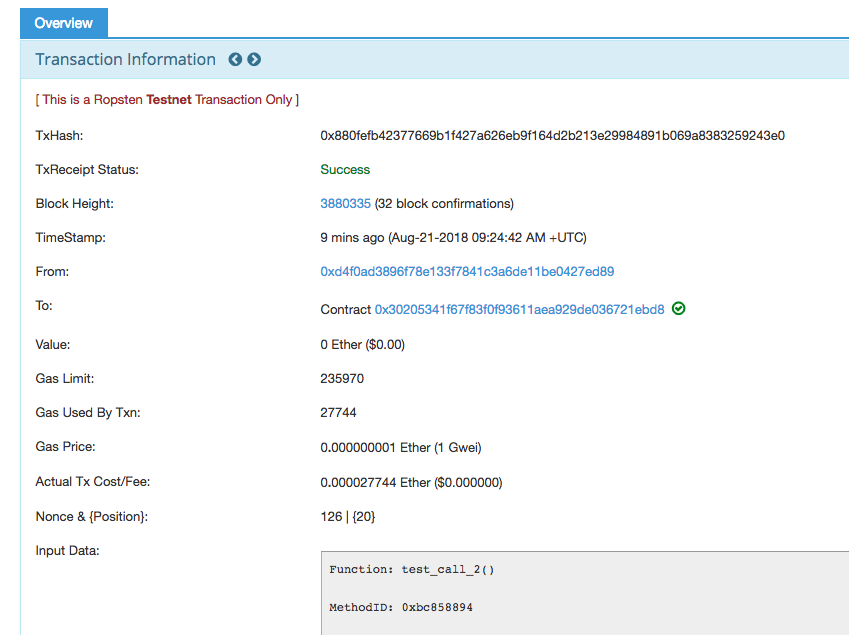 Overview
Transaction Information
[ This is a Ropsten Testnet Transaction Only ]
TxHash: 0x880fefb42377669b1f427a626eb9f164d2b213e29984891b069a8383259243e0
TxReceipt Status: Success
Block Height: 3880335 (32 block confirmations)
TimeStamp: 9 mins ago (Aug-21-2018 09:24:42 AM +UTC)
From: 0xd4f0ad3896f78e133f7841c3a6de11be0427ed89
To: Contract 0x30205341f67f83f0f93611aea929de036721ebd8
Value: 0 Ether ($0.00)
Gas Limit: 235970
Gas Used By Txn: 27744
Gas Price: 0.000000001 Ether (1 Gwei)
Actual Tx Cost/Fee: 0.000027744 Ether ($0.000000)
Nonce & {Position}: 126 | {20}
Input Data:
Function: test_call_2()
MethodID: 0xbc858894